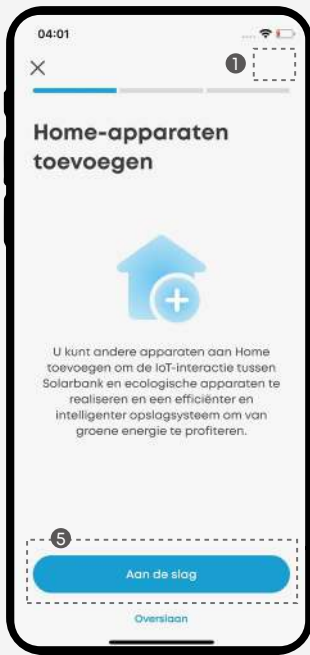 04:01
1
Home-apparaten
toevoegen
U kunt andere apparaten aan Home
toevoegen om de IoT-interactie tussen
Solarbank en ecologische apparaten te
realiseren en een efficiënter en
intelligenter opslagsysteem om van
groene energie te profiteren.
5
Aan de slag
Overslaan